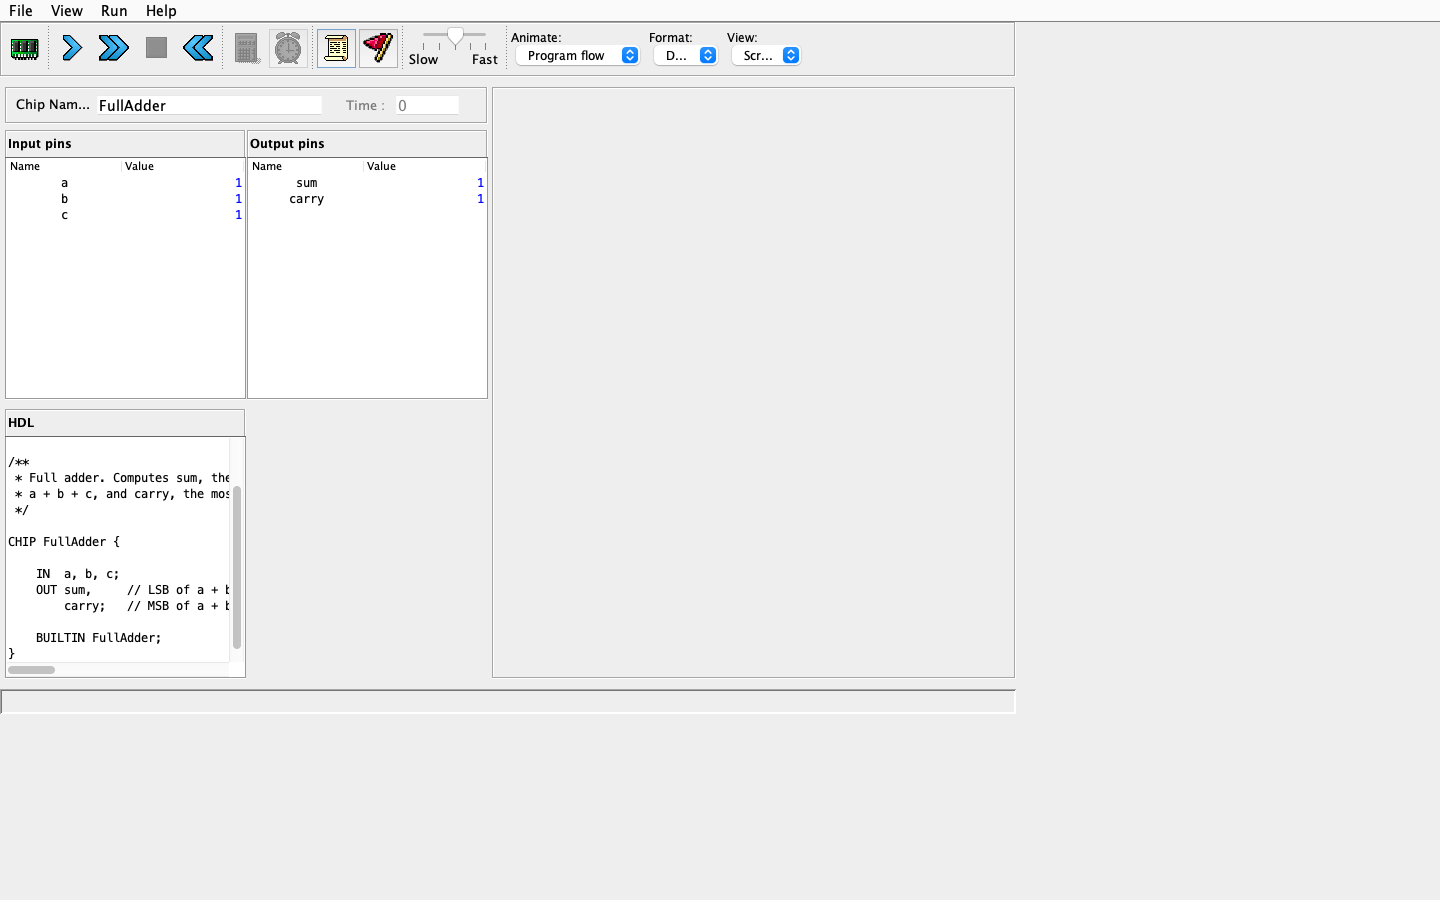 File View Run Help
Slow Fast
Animate: Format: View:
Program flow D... Scr...
Chip Nam... FullAdder Time : 0
Input pins Output pins
Name Value Name Value
a 1 sum 1
b 1 carry 1
c 1
HDL
/**
* Full adder. Computes sum, the
* a + b + c, and carry, the mos
*/
CHIP FullAdder {
IN a, b, c;
OUT sum, // LSB of a + b
carry; // MSB of a + b
BUILTIN FullAdder;
}